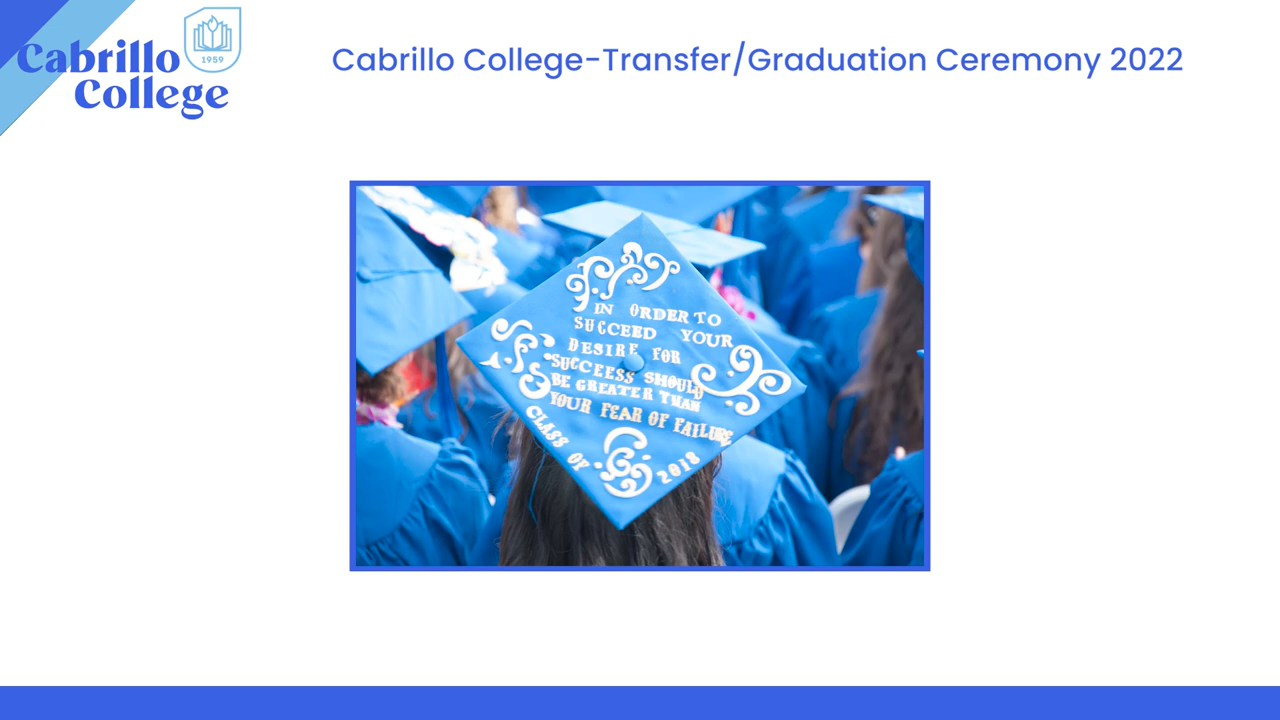 Cabrillo
College
1959
Cabrillo College-Transfer/Graduation Ceremony 2022
IN ORDER TO
SUCCEED YOUR
DESIRE FOR
SUCCEESS SHOULD
BE GREATER THAN
YOUR FEAR OF FAILURE
CLASS OF 2018